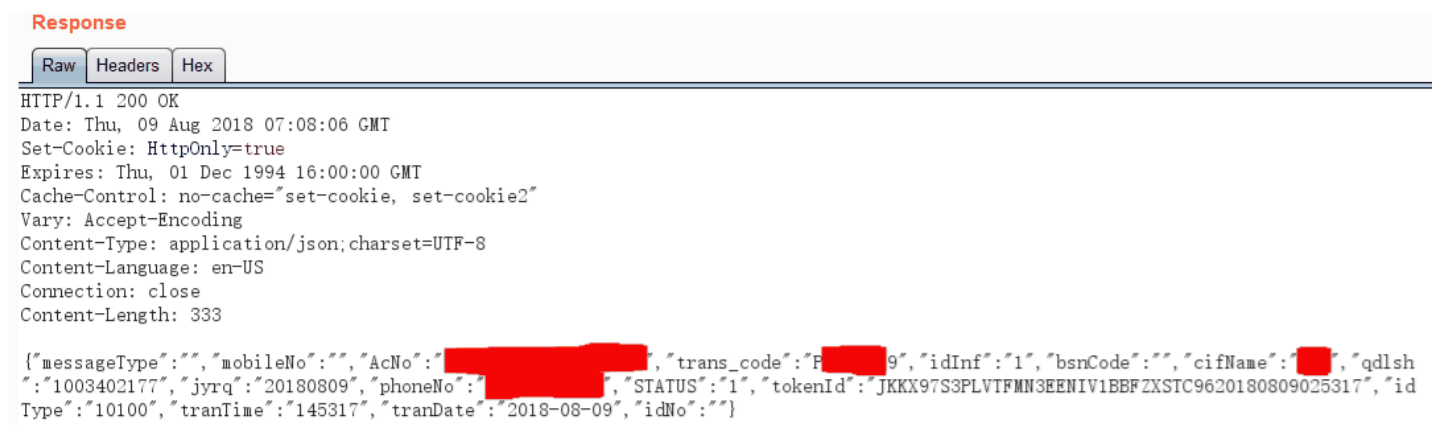 Response
Raw Headers Hex
HTTP/1.1 200 OK
Date: Thu, 09 Aug 2018 07:08:06 GMT
Set-Cookie: HttpOnly=true
Expires: Thu, 01 Dec 1994 16:00:00 GMT
Cache-Control: no-cache="set-cookie, set-cookie2"
Vary: Accept-Encoding
Content-Type: application/json;charset=UTF-8
Content-Language: en-US
Connection: close
Content-Length: 333
{"messageType":"","mobileNo":"","AcNo":"","trans_code":"P9","idInf":"1","bsnCode":"","cifName":"","qdlsh
":"1003402177","jyrq":"20180809","phoneNo":"","STATUS":"1","tokenId":"JKKX97S3PLVTFMN3EENIV1BBFZXSTC9620180809025317","id
Type":"10100","tranTime":"145317","tranDate":"2018-08-09","idNo":""}